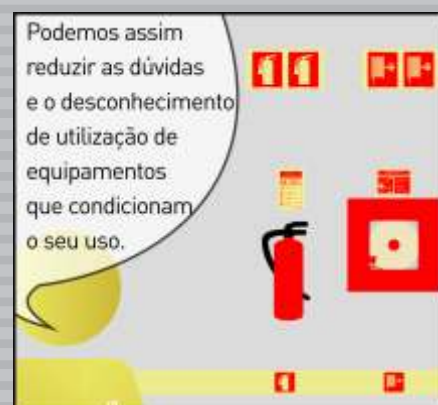 Podemos assim
reduzir as dúvidas
e o desconhecimento
de utilização de
equipamentos
que condicionam
o seu uso.